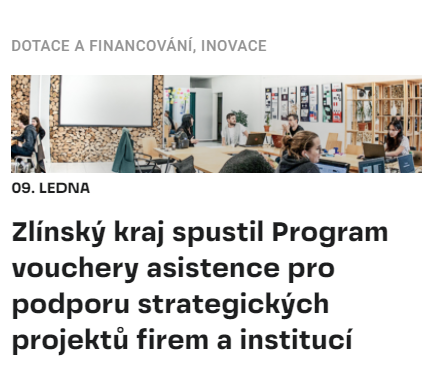 DOTACE A FINANCOVÁNÍ, INOVACE
09. LEDNA
Zlínský kraj spustil Program
vouchery asistence pro
podporu strategických
projektů firem a institucí